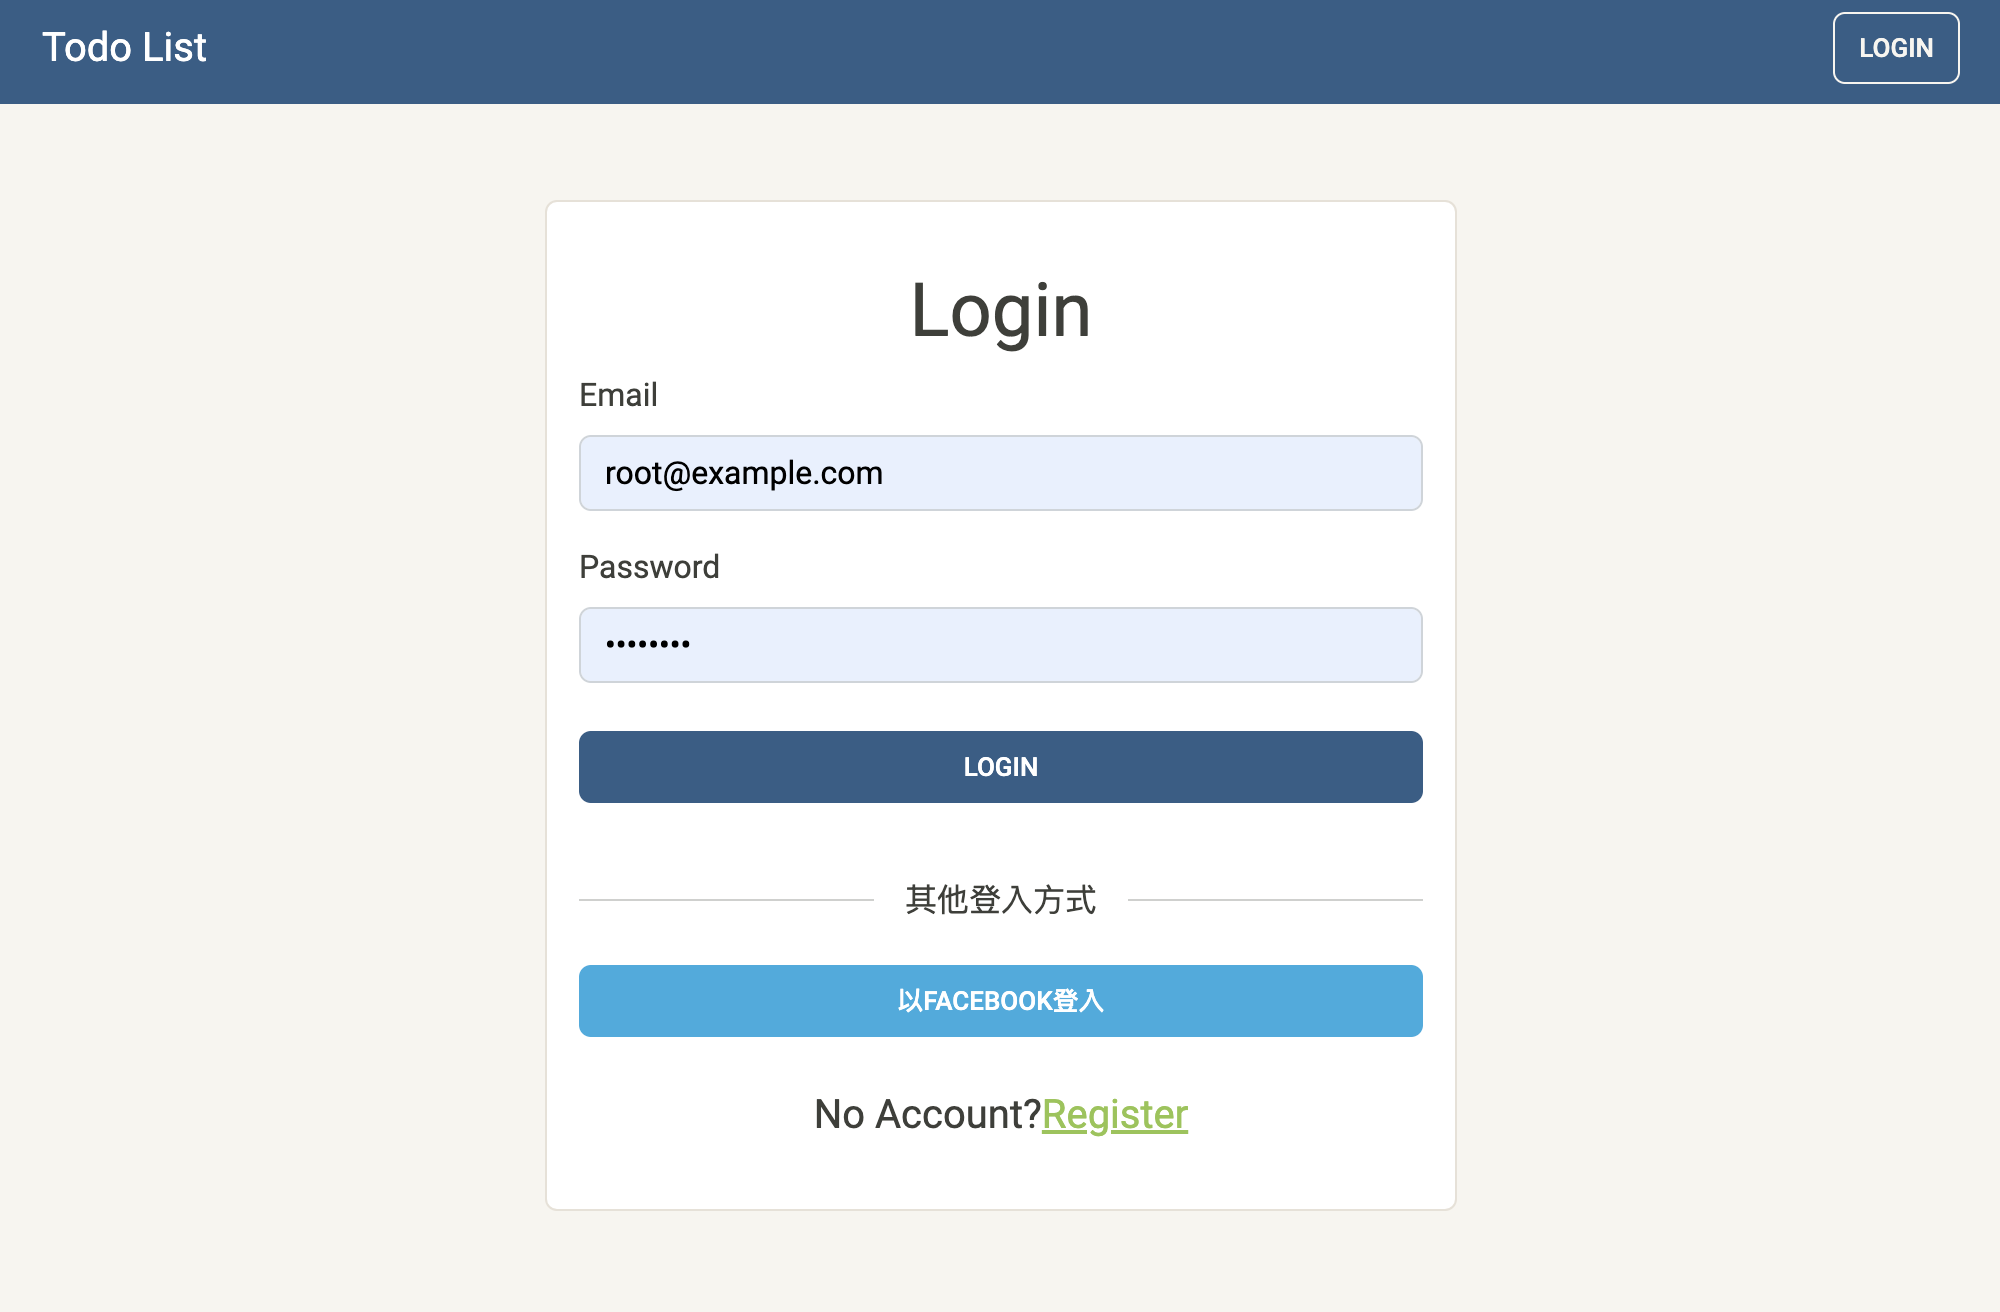 Todo List
LOGIN
Login
Email
root@example.com
Password
••••••••
LOGIN
其他登入方式
以FACEBOOK登入
No Account?Register